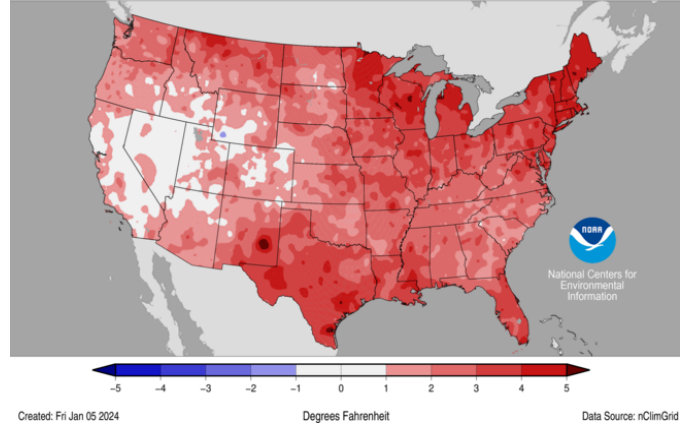 NOAA
National Centers for
Environmental
Information
-5 -4 -3 -2 -1 0 1 2 3 4 5
Created: Fri Jan 05 2024 Degrees Fahrenheit Data Source: nClimGrid